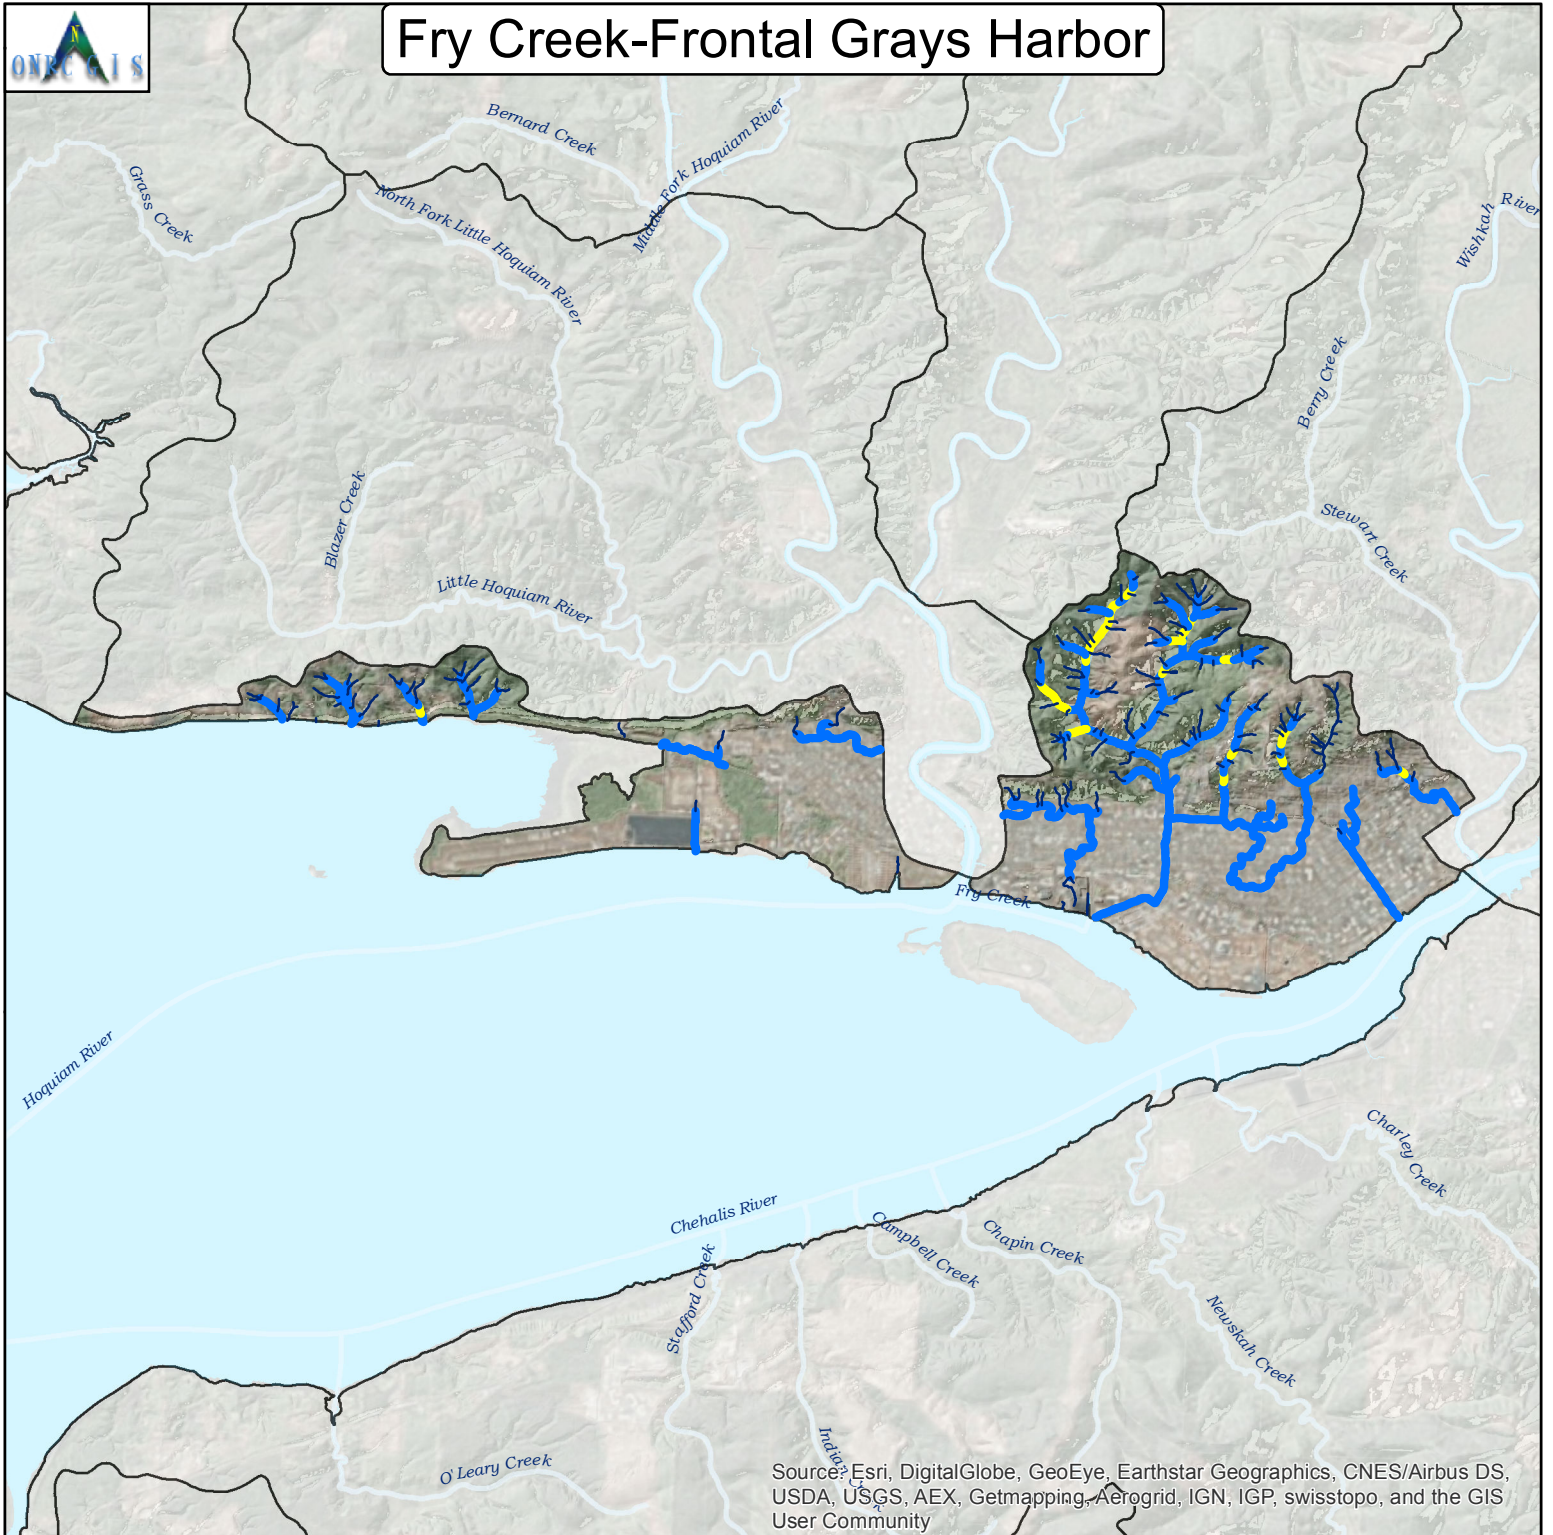 Fry Creek-Frontal Grays Harbor
N
ONRC GIS
Bernard Creek
Middle Fork Hoquiam River
Grass Creek
North Fork Little Hoquiam River
Wishkah River
Berry Creek
Blazer Creek
Stewart Creek
Little Hoquiam River
Fry Creek
Hoquiam River
Charley Creek
Chehalis River
Campbell Creek
Chapin Creek
Stafford Creek
Newskah Creek
Indian Creek
O'Leary Creek
Source: Esri, DigitalGlobe, GeoEye, Earthstar Geographics, CNES/Airbus DS,
USDA, USGS, AEX, Getmapping, Aerogrid, IGN, IGP, swisstopo, and the GIS
User Community